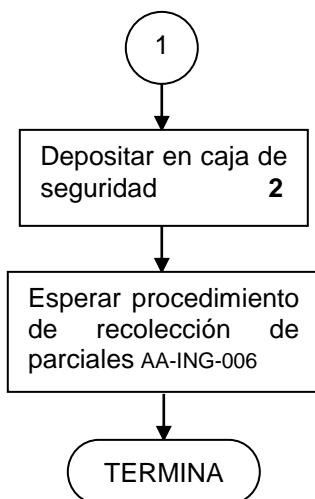 1
Depositar en caja de
seguridad 2
Esperar procedimiento
de recolección de
parciales AA-ING-006
TERMINA